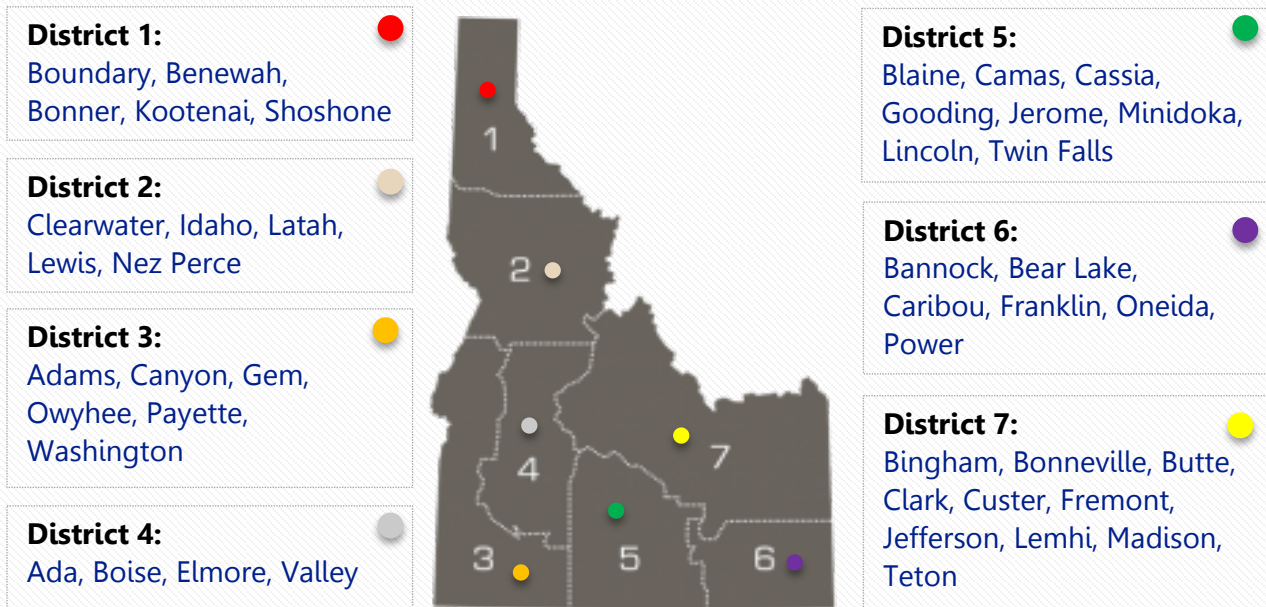 District 1:
Boundary, Benewah,
Bonner, Kootenai, Shoshone
District 2:
Clearwater, Idaho, Latah,
Lewis, Nez Perce
District 3:
Adams, Canyon, Gem,
Owyhee, Payette,
Washington
District 4:
Ada, Boise, Elmore, Valley
1
2
3
4
5
6
7
District 5:
Blaine, Camas, Cassia,
Gooding, Jerome, Minidoka,
Lincoln, Twin Falls
District 6:
Bannock, Bear Lake,
Caribou, Franklin, Oneida,
Power
District 7:
Bingham, Bonneville, Butte,
Clark, Custer, Fremont,
Jefferson, Lemhi, Madison,
Teton